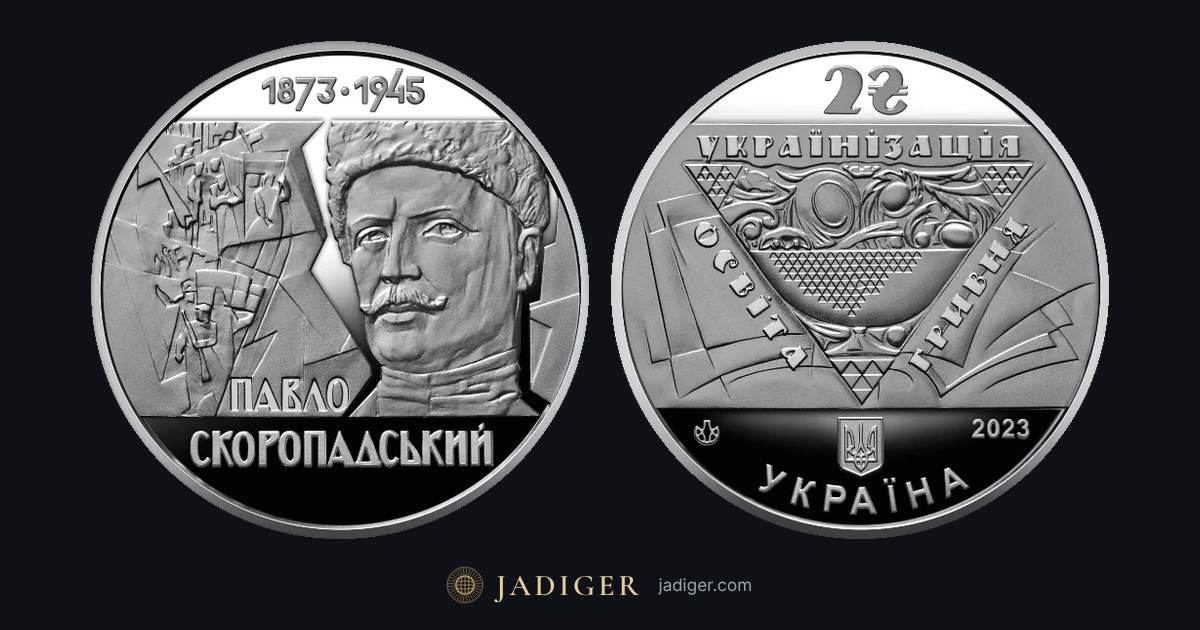 1873·1945
ПАВЛО
СКОРОПАДСЬКИЙ
2₴
УКРАЇНІЗАЦІЯ
ОСВІТА
ГРИВНЯ
2023
УКРАЇНА
JADIGER jadiger.com